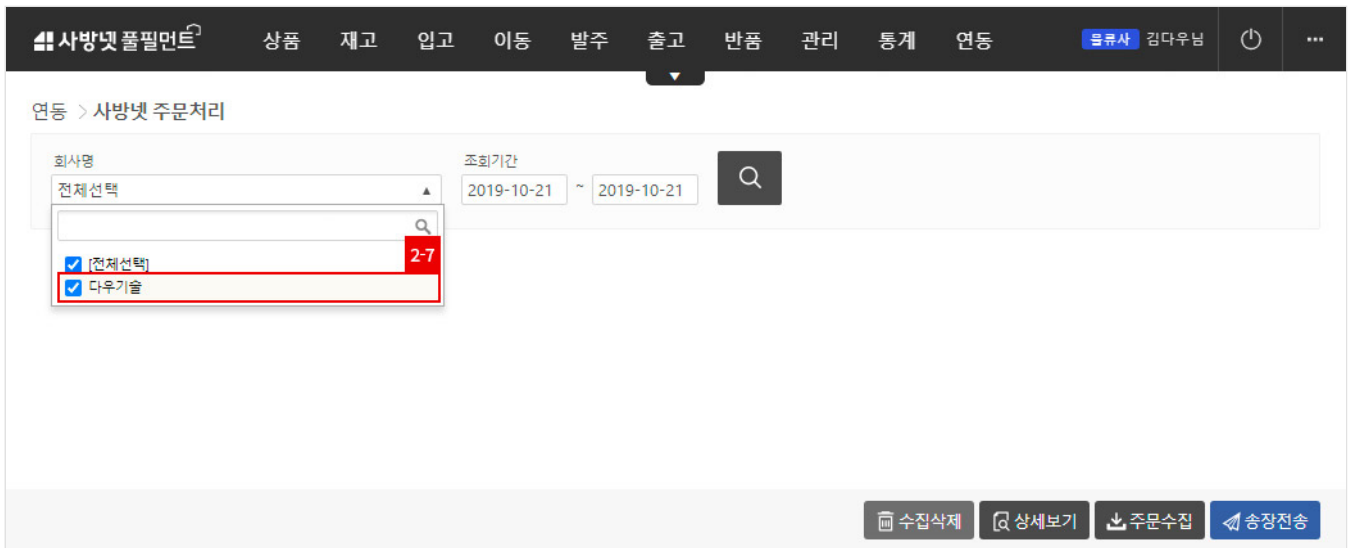 사방넷 풀필먼트 상품 재고 입고 이동 발주 출고 반품 관리 통계 연동 물류사 김다우님 ...
▼
연동 > 사방넷 주문처리
회사명 조회기간
전체선택 ▲ 2019-10-21 ~ 2019-10-21
2-7
[전체선택]
다우기술
수집삭제 상세보기 주문수집 송장전송